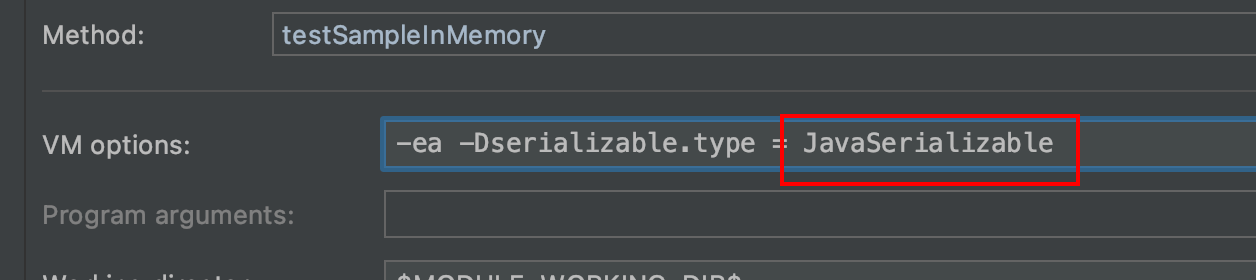 Method: testSampleInMemory
VM options: -ea -Dserializable.type = JavaSerializable
Program arguments: